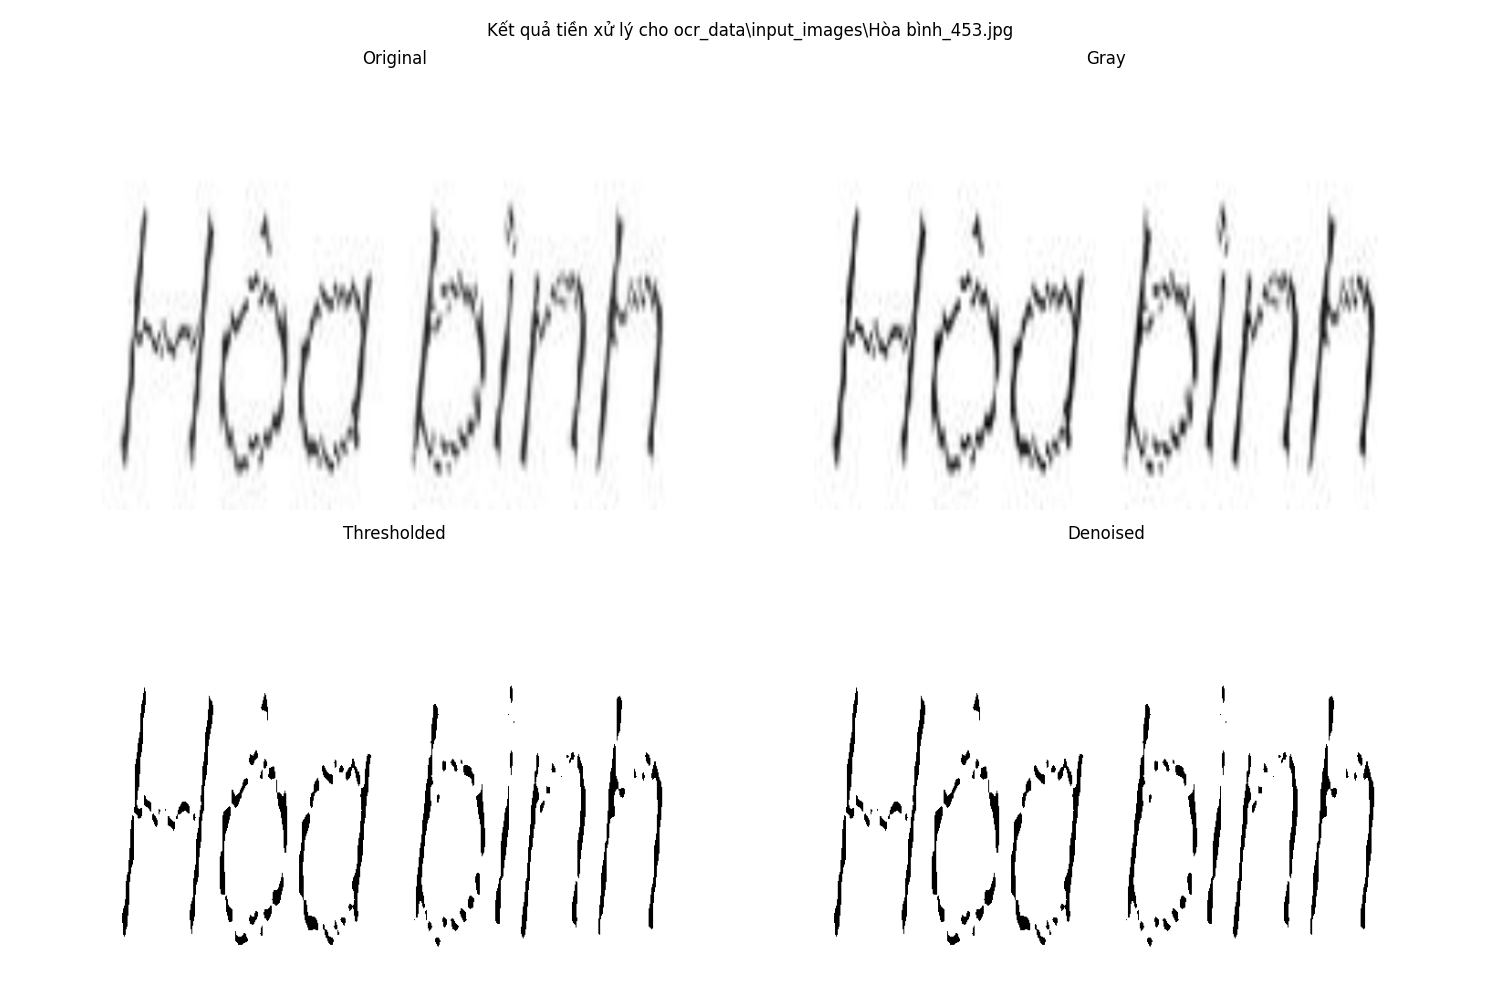 Kết quả tiền xử lý cho ocr_data\input_images\Hòa bình_453.jpg
Original
Gray
Hòa bình
Hòa bình
Thresholded
Denoised
Hòa bình
Hòa bình